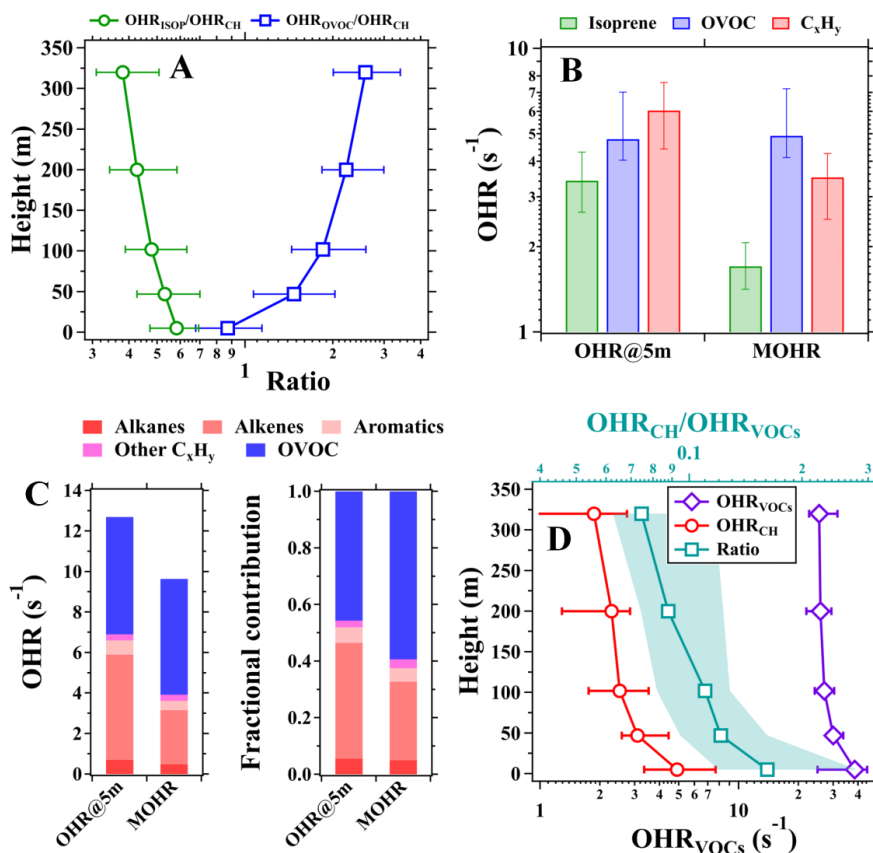 OHR_ISOP/OHR_CH OHR_OVOC/OHR_CH
A
Height (m)
350
300
250
200
150
100
50
0
3 4 5 6 7 8 9 1 2 3 4
Ratio
Isoprene OVOC C_xH_y
B
OHR (s^-1)
10
9
8
7
6
5
4
3
2
1
OHR@5m MOHR
Alkanes Alkenes Aromatics
Other C_xH_y OVOC
C
OHR (s^-1)
14
12
10
8
6
4
2
0
OHR@5m MOHR
Fractional contribution
1.0
0.8
0.6
0.4
0.2
0.0
OHR@5m MOHR
OHR_CH/OHR_VOCs
4 5 6 7 8 9 0.1 2 3
D
OHR_VOCs
OHR_CH
Ratio
Height (m)
350
300
250
200
150
100
50
0
1 2 3 4 5 6 7 10 2 3 4
OHR_VOCs (s^-1)